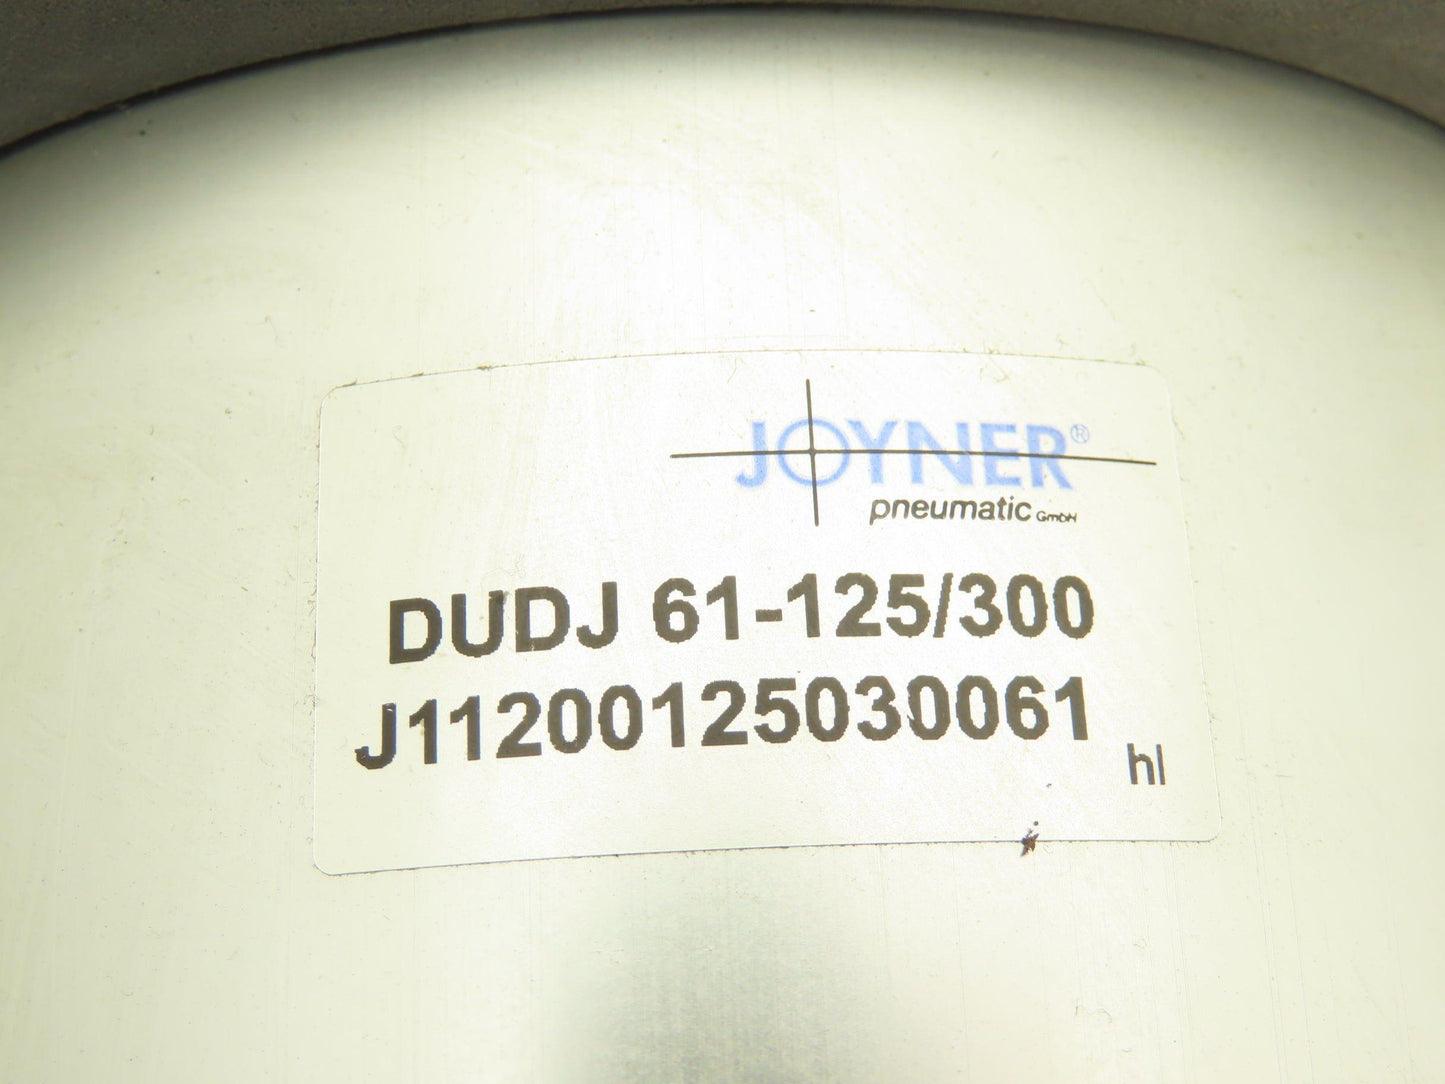 JOYNER®
pneumatic GmbH
DUDJ 61-125/300
J11200125030061
hl